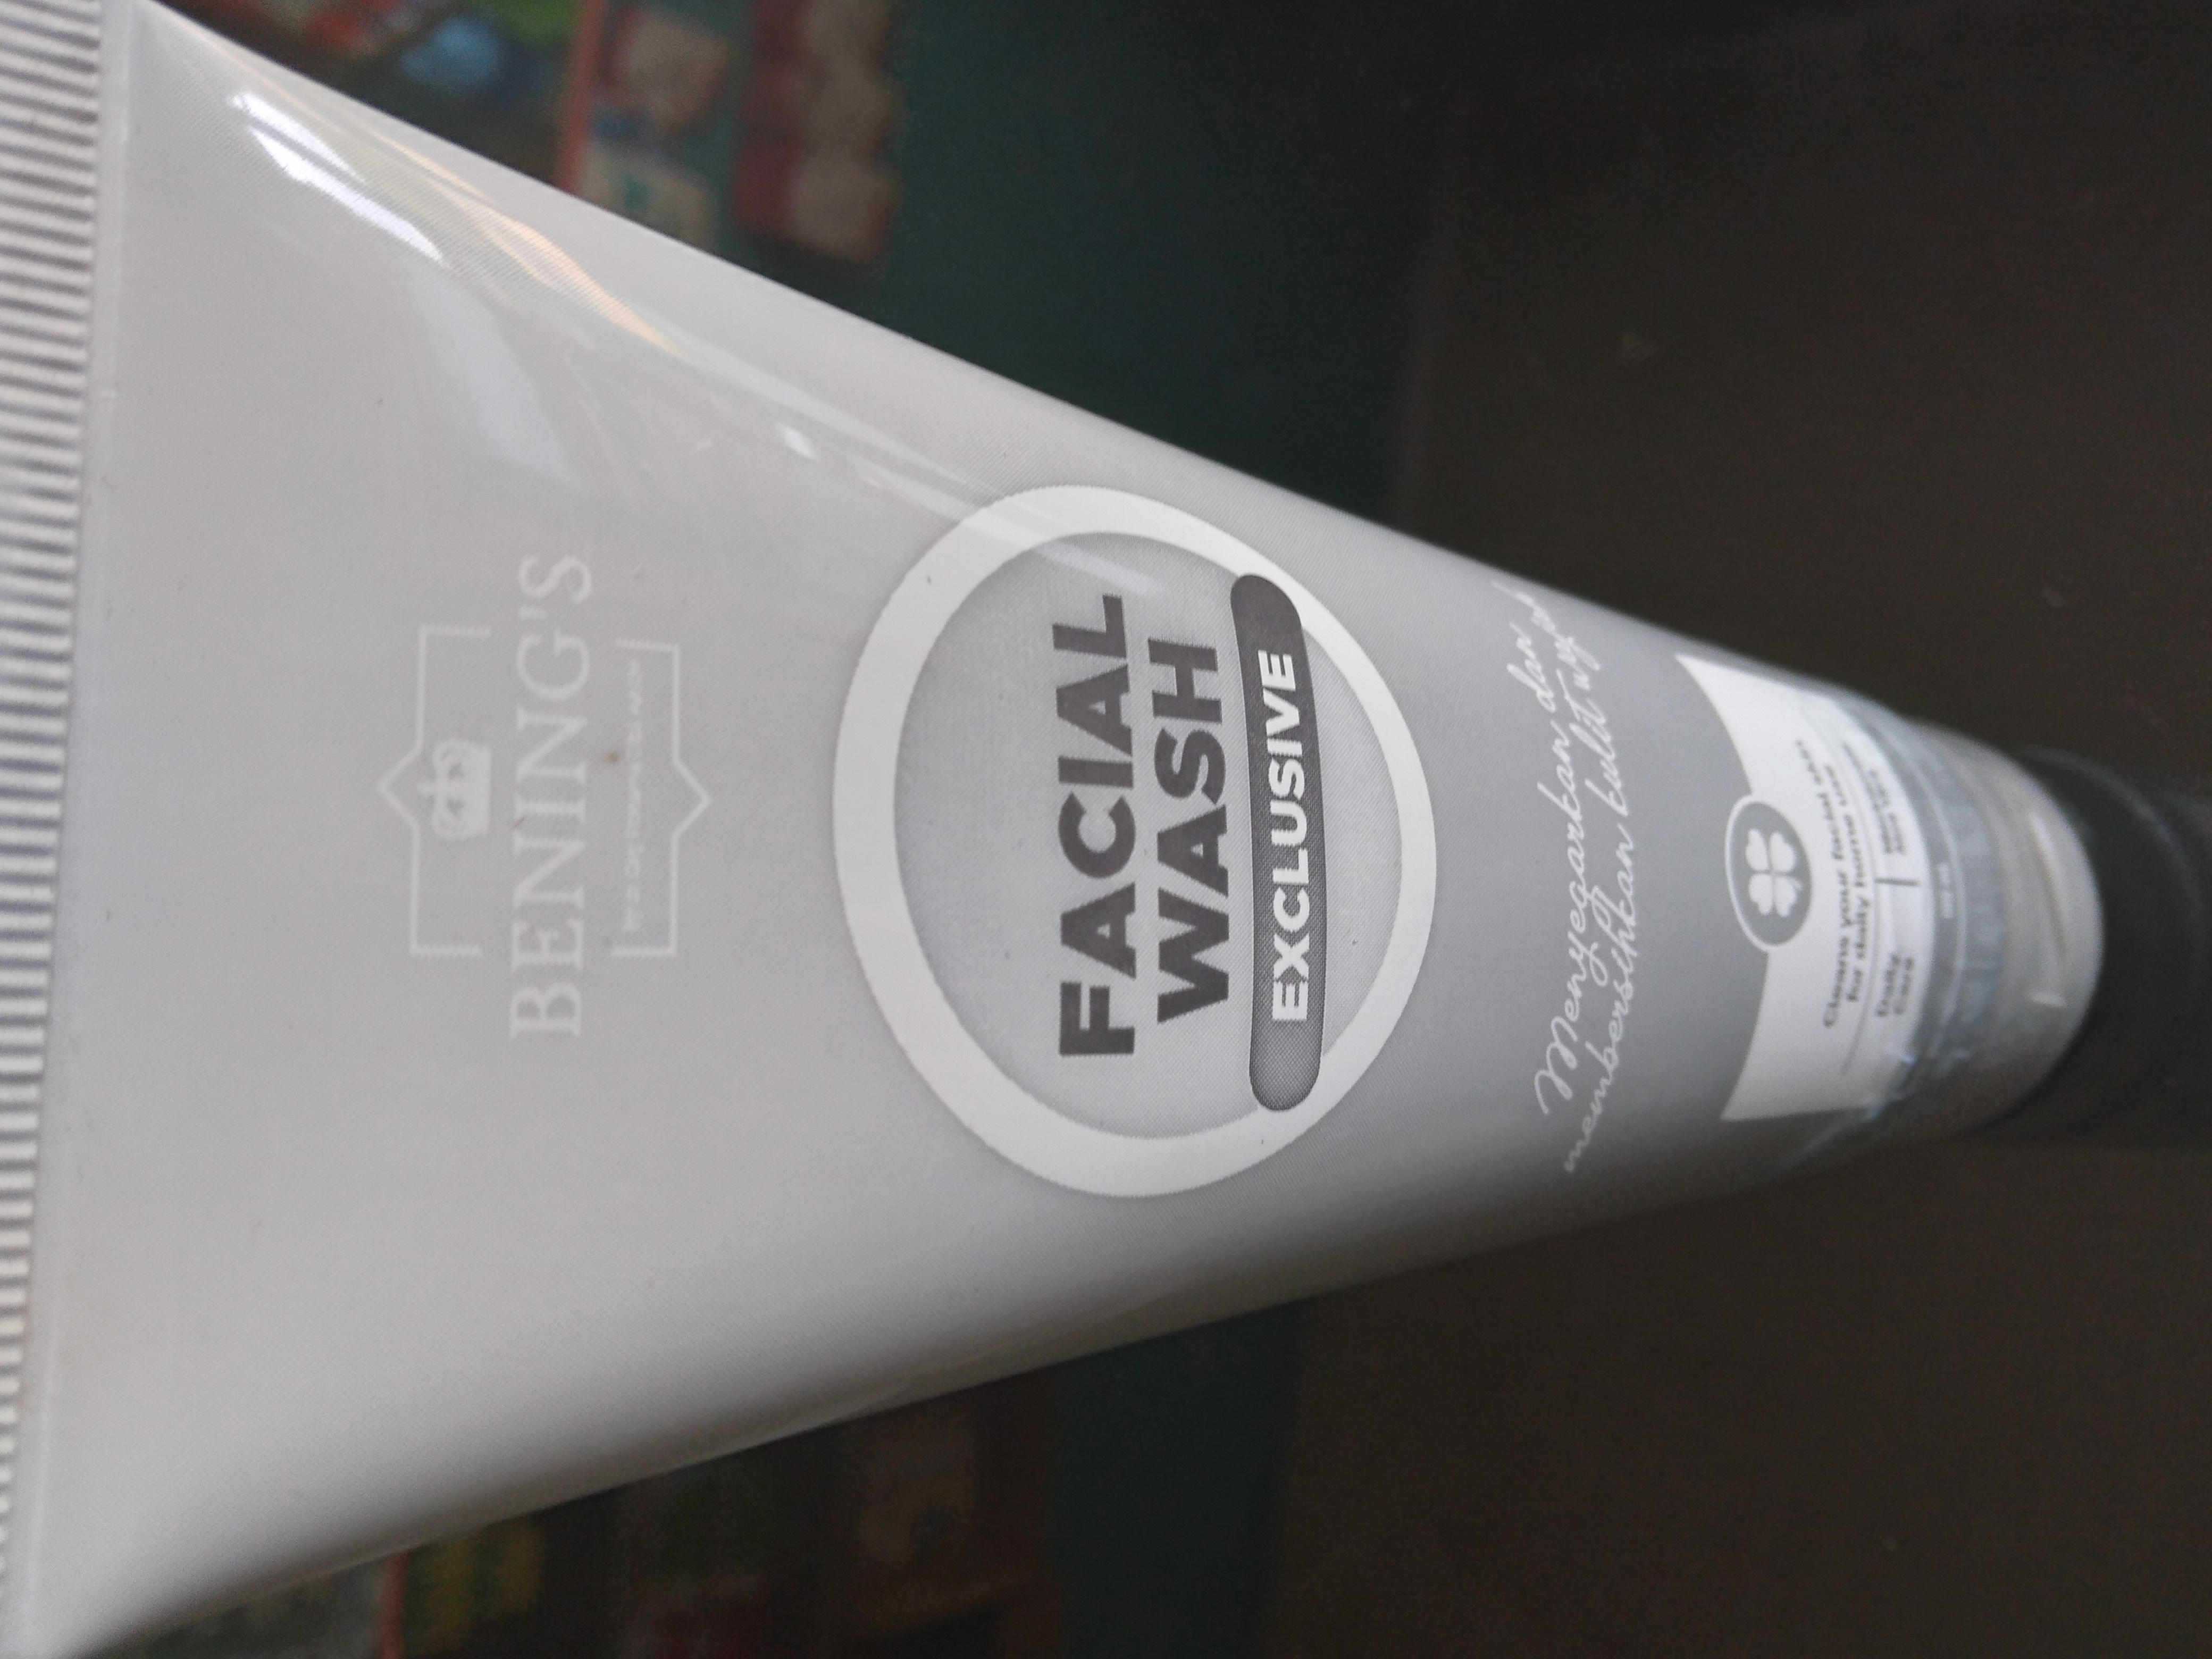 BENING'S
FACIAL
WASH
EXCLUSIVE
Menyegarkan dan
membersihkan kulit wajah
Cleans your facial skin
for daily home use
Daily
Care